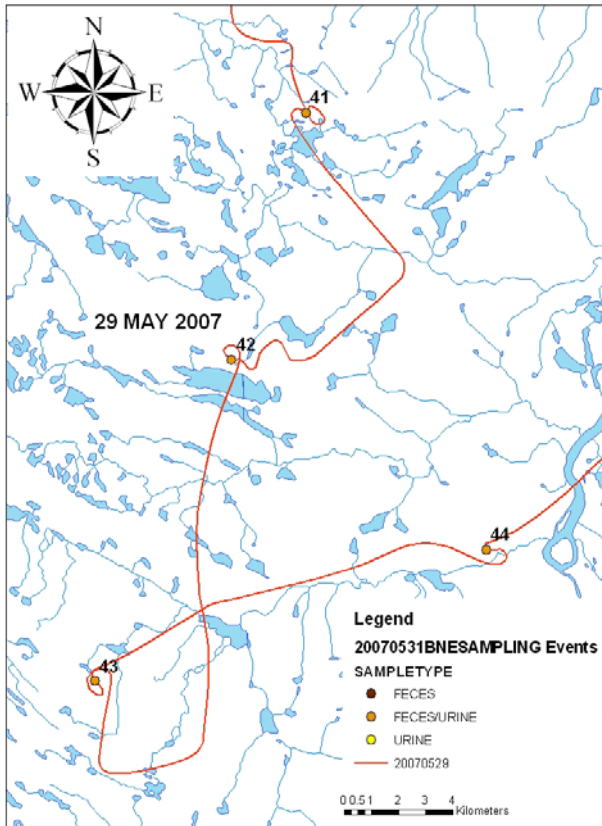 N
W E
S
41
29 MAY 2007
42
44
43
Legend
20070531BNESAMPLING Events
SAMPLETYPE
FECES
FECES/URINE
URINE
20070529
0 0.5 1 2 3 4
Kilometers